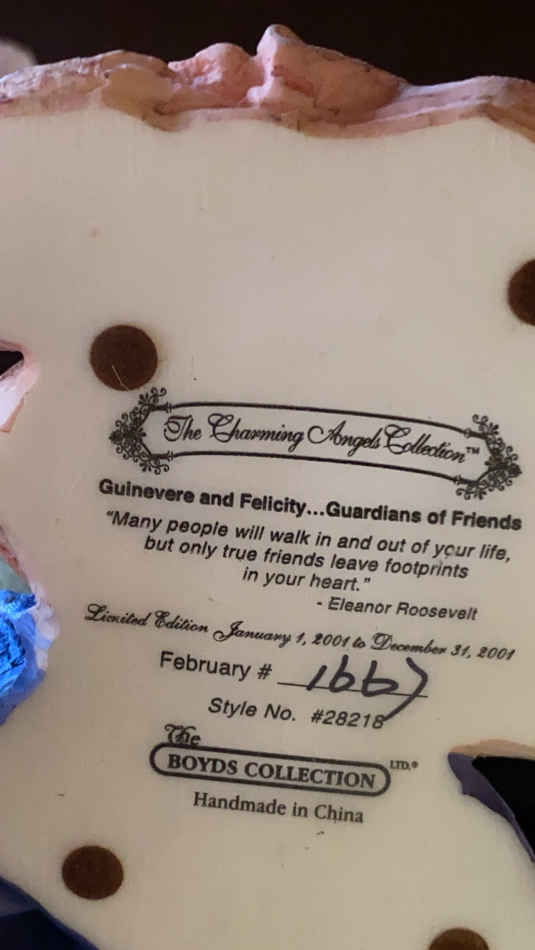 The Charming Angels Collection™
Guinevere and Felicity...Guardians of Friends
"Many people will walk in and out of your life,
but only true friends leave footprints
in your heart."
- Eleanor Roosevelt
Limited Edition January 1, 2001 to December 31, 2001
February # 1667
Style No. #28218
The
BOYDS COLLECTION LTD.®
Handmade in China